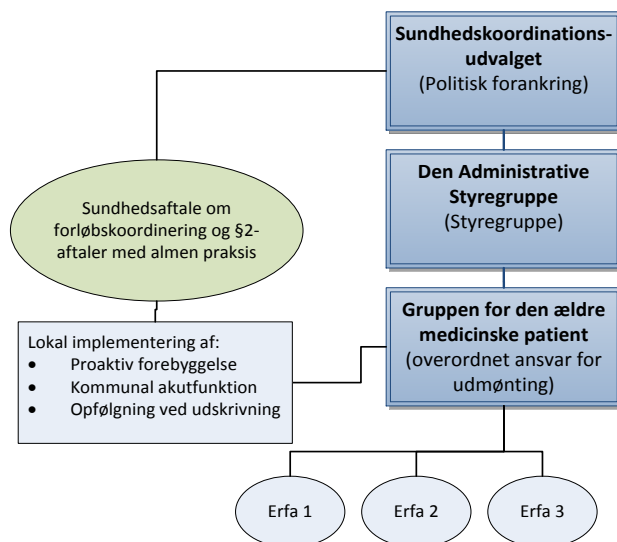 Sundhedskoordinations-
udvalget
(Politisk forankring)
Den Administrative
Styregruppe
(Styregruppe)
Sundhedsaftale om
forløbskoordinering og §2-
aftaler med almen praksis
Gruppen for den ældre
medicinske patient
(overordnet ansvar for
udmønting)
Lokal implementering af:
• Proaktiv forebyggelse
• Kommunal akutfunktion
• Opfølgning ved udskrivning
Erfa 1
Erfa 2
Erfa 3